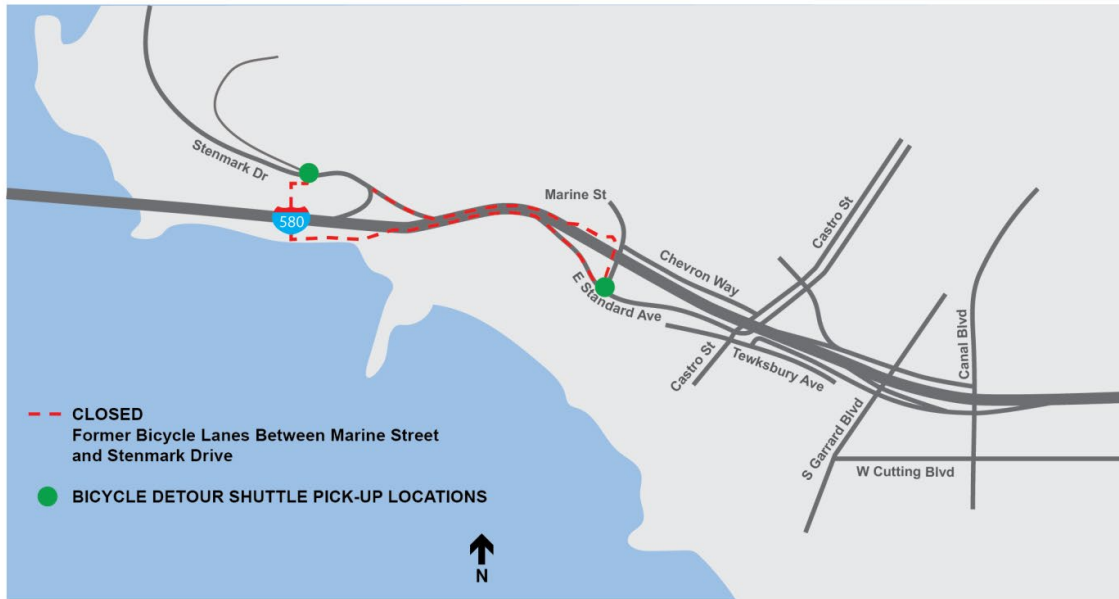 Stenmark Dr
580
Marine St
Castro St
Chevron Way
E Standard Ave
Castro St
Tewksbury Ave
Canal Blvd
S Garrard Blvd
W Cutting Blvd
CLOSED
Former Bicycle Lanes Between Marine Street
and Stenmark Drive
BICYCLE DETOUR SHUTTLE PICK-UP LOCATIONS
N